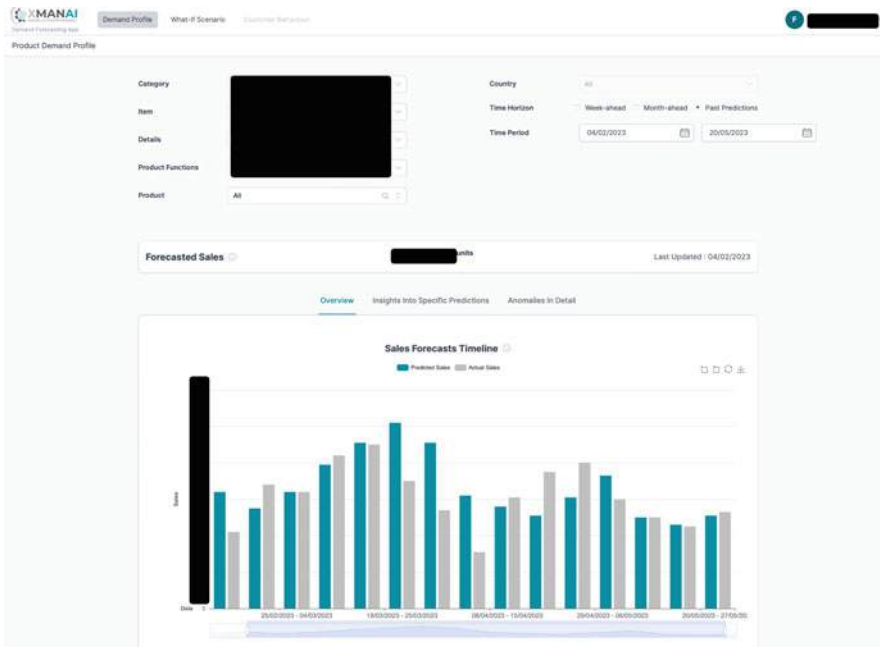 XMANAI
Demand Profile What-If Scenario Customer Behaviour
Demand Forecasting App
F
Product Demand Profile
Category
Country
All
Item
Time Horizon
Week-ahead Month-ahead Past Predictions
Details
Time Period
04/02/2023 20/05/2023
Product Functions
Product
All
Forecasted Sales
units
Last Updated : 04/02/2023
Overview Insights Into Specific Predictions Anomalies In Detail
Sales Forecasts Timeline
Predicted Sales Actual Sales
Sales
Date 0
25/02/2023 - 04/03/2023 18/03/2023 - 25/03/2023 08/04/2023 - 15/04/2023 29/04/2023 - 06/05/2023 20/05/2023 - 27/05/20